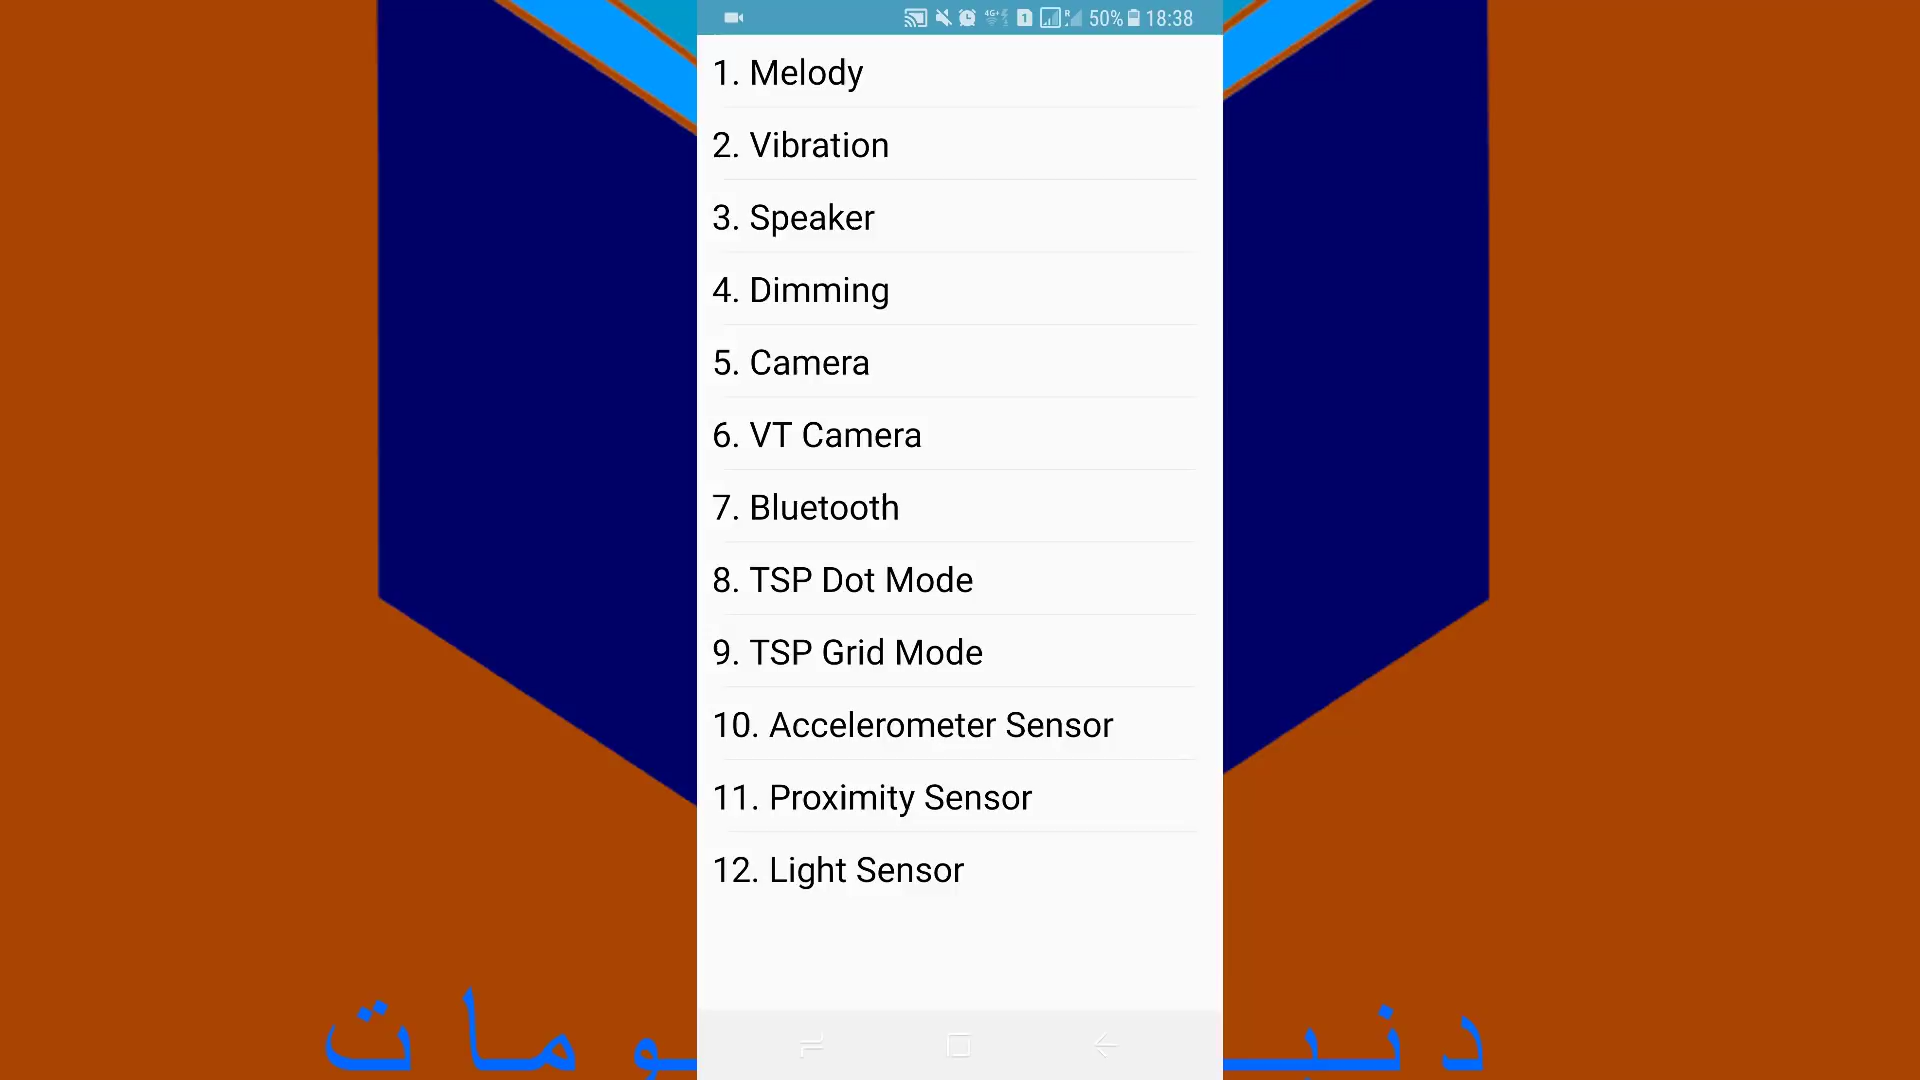 50% 18:38
1. Melody
2. Vibration
3. Speaker
4. Dimming
5. Camera
6. VT Camera
7. Bluetooth
8. TSP Dot Mode
9. TSP Grid Mode
10. Accelerometer Sensor
11. Proximity Sensor
12. Light Sensor